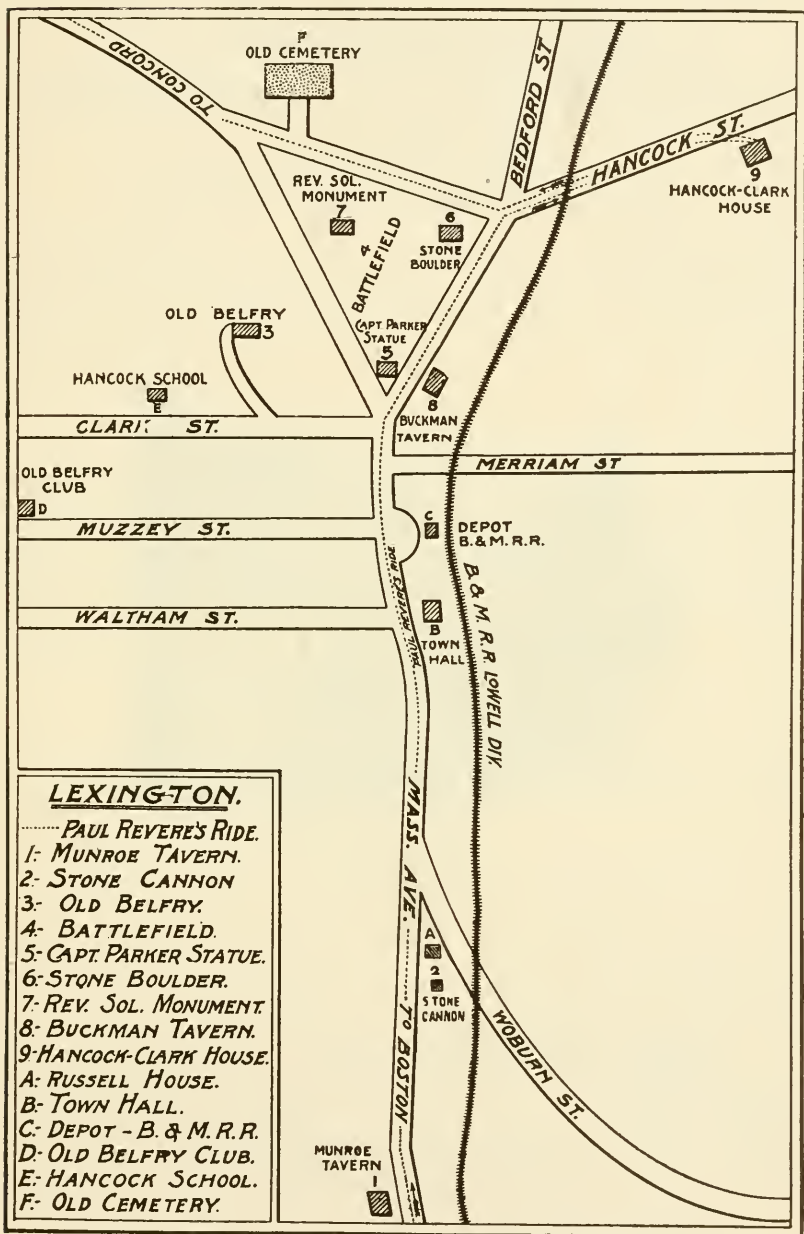 F
OLD CEMETERY
TO CONCORD
BEDFORD ST
HANCOCK ST.
9
HANCOCK-CLARK
HOUSE
REV. SOL.
MONUMENT
7
4
BATTLEFIELD
6
STONE
BOULDER
OLD BELFRY
3
CAPT PARKER
STATUE
5
HANCOCK SCHOOL
E
8
BUCKMAN
TAVERN
CLARK ST.
MERRIAM ST
OLD BELFRY
CLUB
D
MUZZEY ST.
C
DEPOT
B. & M. R.R.
PAUL REVERE'S RIDE
WALTHAM ST.
B
TOWN
HALL
B. & M. R.R. LOWELL DIV.
MASS. AVE. TO BOSTON
A
2
STONE
CANNON
WOBURN ST.
MUNROE
TAVERN
1
LEXINGTON.
PAUL REVERE'S RIDE.
1:- MUNROE TAVERN.
2:- STONE CANNON
3:- OLD BELFRY.
4:- BATTLEFIELD.
5:- CAPT. PARKER STATUE.
6:- STONE BOULDER.
7:- REV. SOL. MONUMENT.
8:- BUCKMAN TAVERN.
9:-HANCOCK-CLARK HOUSE.
A:- RUSSELL HOUSE.
B:- TOWN HALL.
C:- DEPOT - B. & M. R.R.
D:- OLD BELFRY CLUB.
E:- HANCOCK SCHOOL.
F:- OLD CEMETERY.